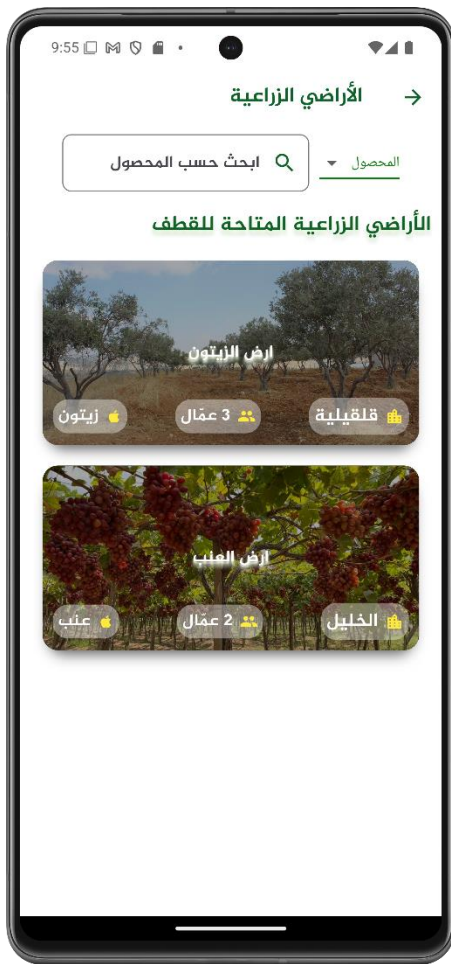 9:55
الأراضي الزراعية
المحصول ابحث حسب المحصول
الأراضي الزراعية المتاحة للقطف
ارض الزيتون
قلقيلية 3 عمّال زيتون
ارض العنب
الخليل 2 عمّال عنب